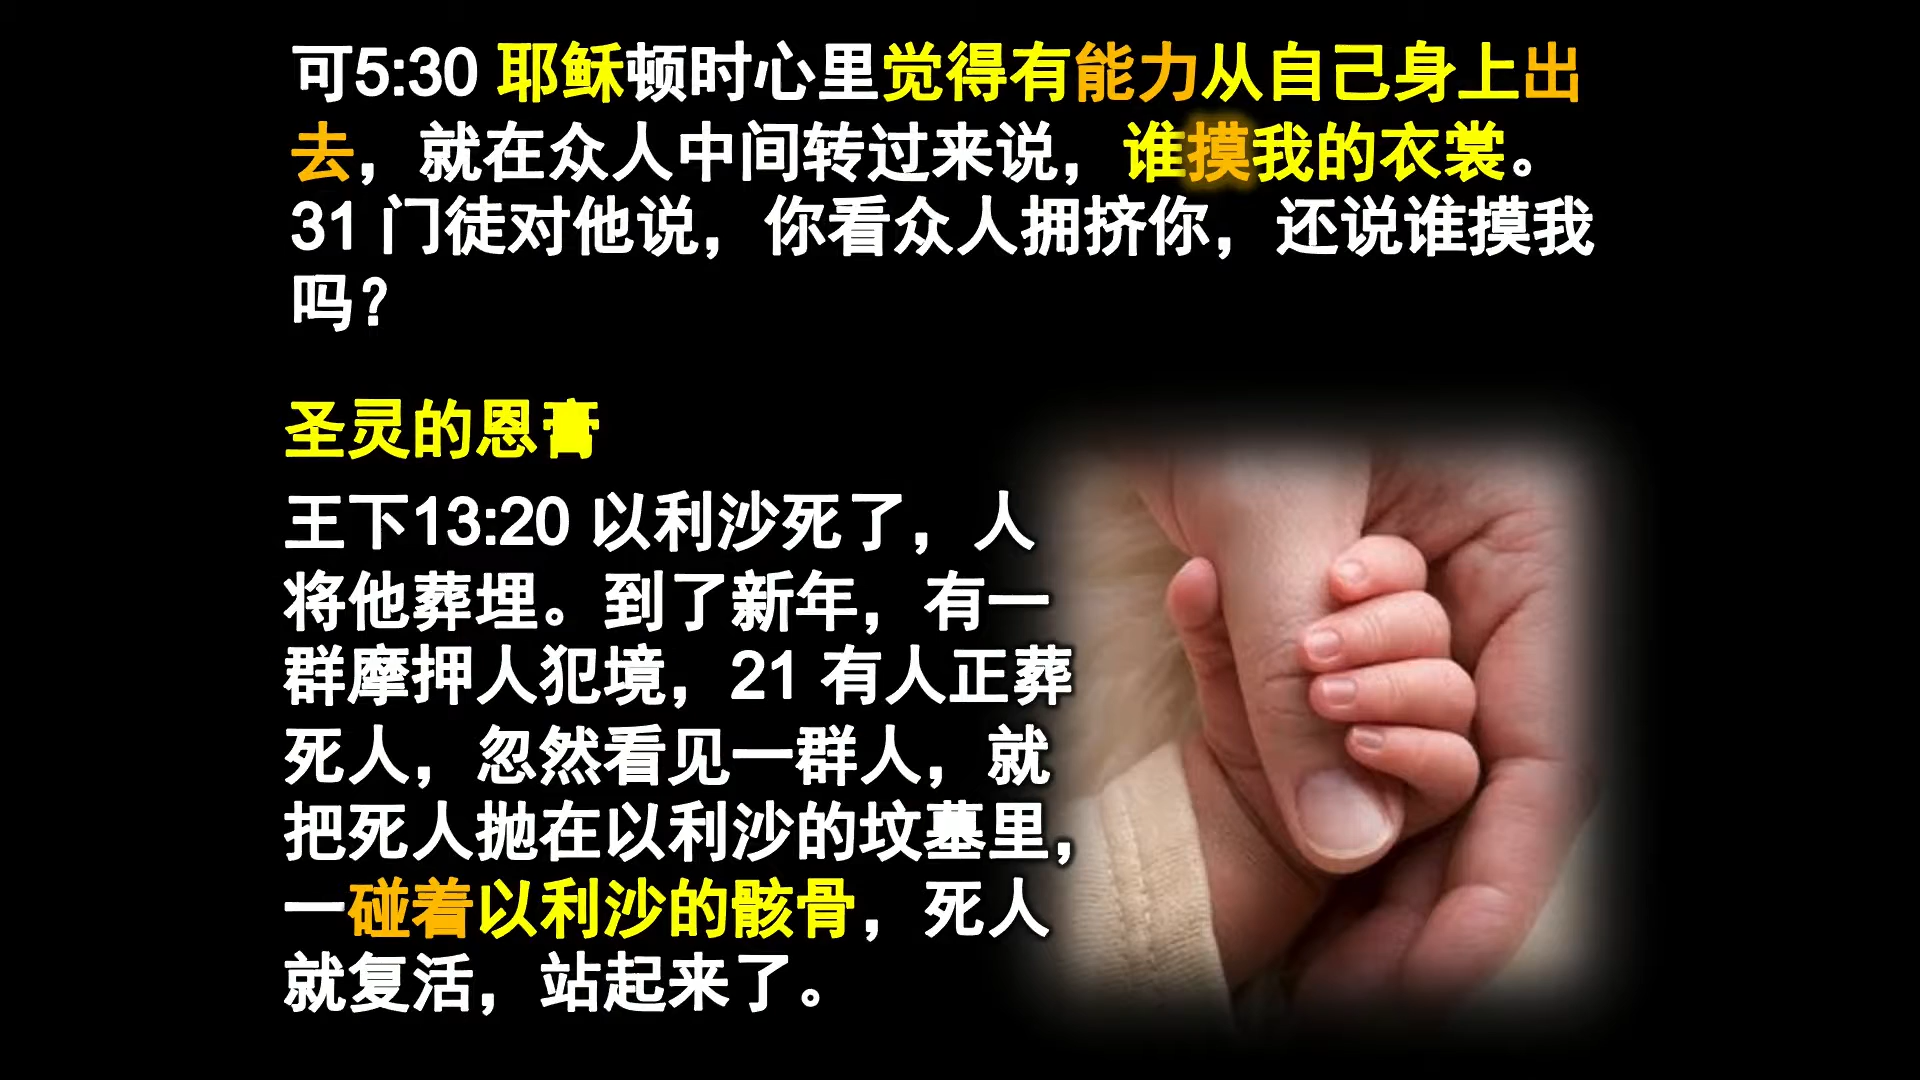 可5:30 耶稣顿时心里觉得有能力从自己身上出
去，就在众人中间转过来说，谁摸我的衣裳。
31 门徒对他说，你看众人拥挤你，还说谁摸我
吗？
圣灵的恩膏
王下13:20 以利沙死了，人
将他葬埋。到了新年，有一
群摩押人犯境，21 有人正葬
死人，忽然看见一群人，就
把死人抛在以利沙的坟墓里，
一碰着以利沙的骸骨，死人
就复活，站起来了。